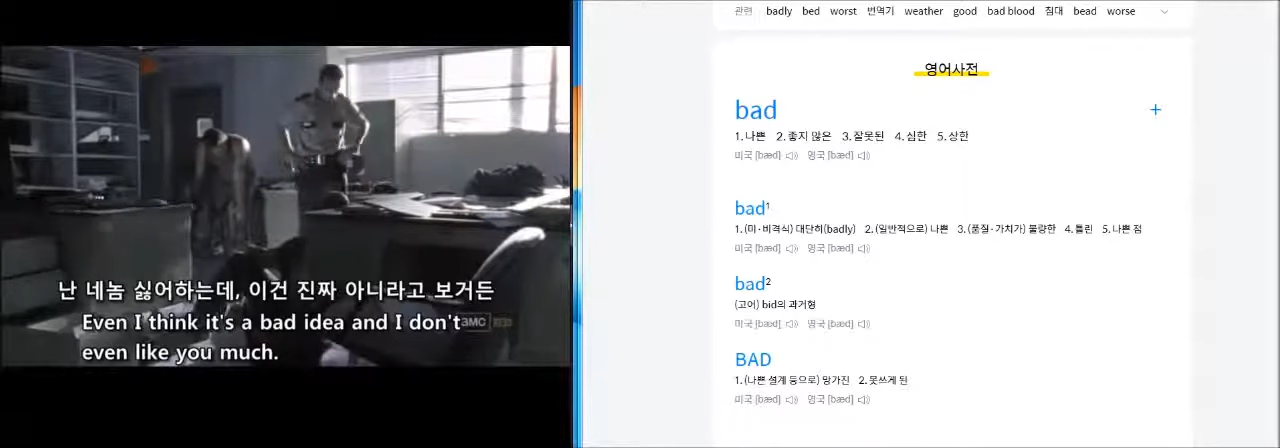 난 네놈 싫어하는데, 이건 진짜 아니라고 보거든
Even I think it's a bad idea and I don't
even like you much.
aMC
관련 badly bed worst 번역기 weather good bad blood 침대 bead worse
영어사전
bad +
1. 나쁜 2. 좋지 않은 3. 잘못된 4. 심한 5. 상한
미국 [bæd] 영국 [bæd]
bad1
1. (미·비격식) 대단히(badly) 2. (일반적으로) 나쁜 3. (품질·가치가) 불량한 4. 틀린 5. 나쁜 점
미국 [bæd] 영국 [bæd]
bad2
(고어) bid의 과거형
미국 [bæd] 영국 [bæd]
BAD
1. (나쁜 설계 등으로) 망가진 2. 못쓰게 된
미국 [bæd] 영국 [bæd]